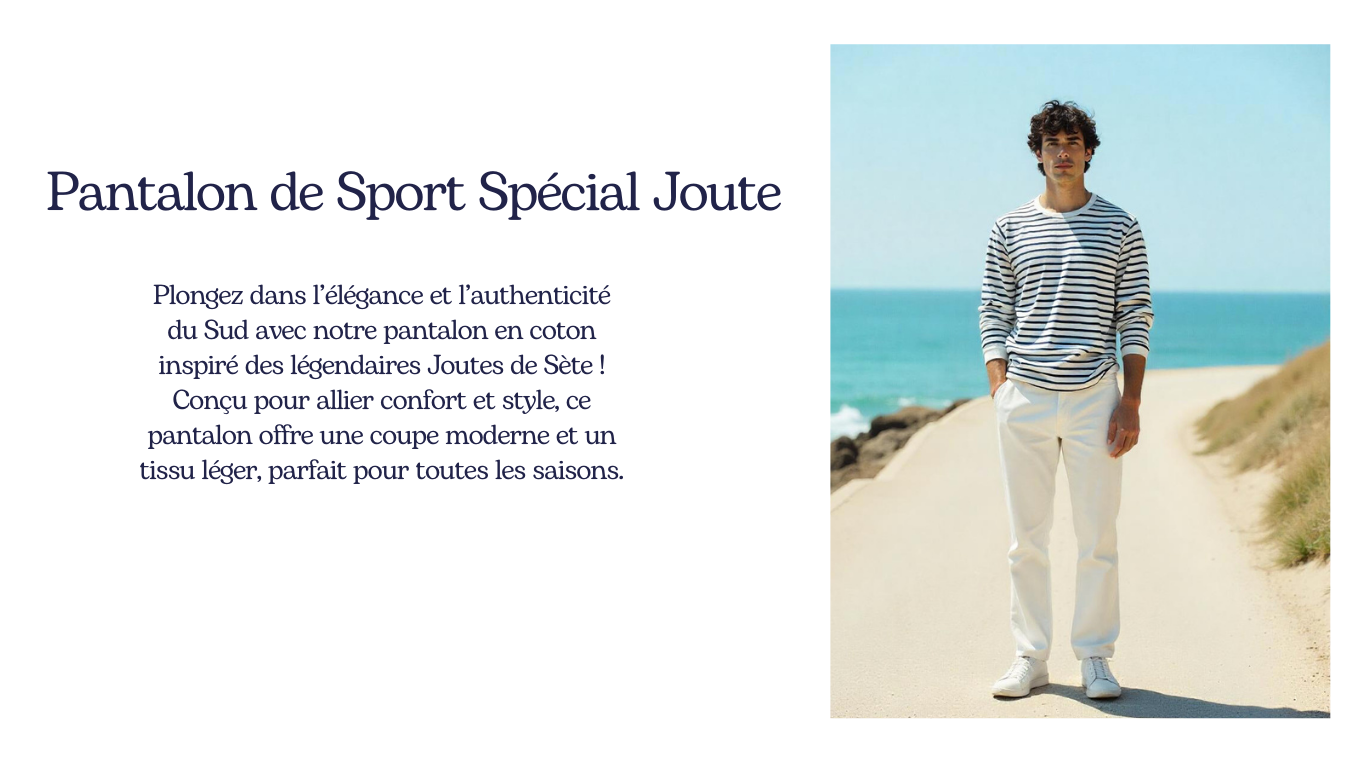 Pantalon de Sport Spécial Joute
Plongez dans l’élégance et l’authenticité
du Sud avec notre pantalon en coton
inspiré des légendaires Joutes de Sète !
Conçu pour allier confort et style, ce
pantalon offre une coupe moderne et un
tissu léger, parfait pour toutes les saisons.